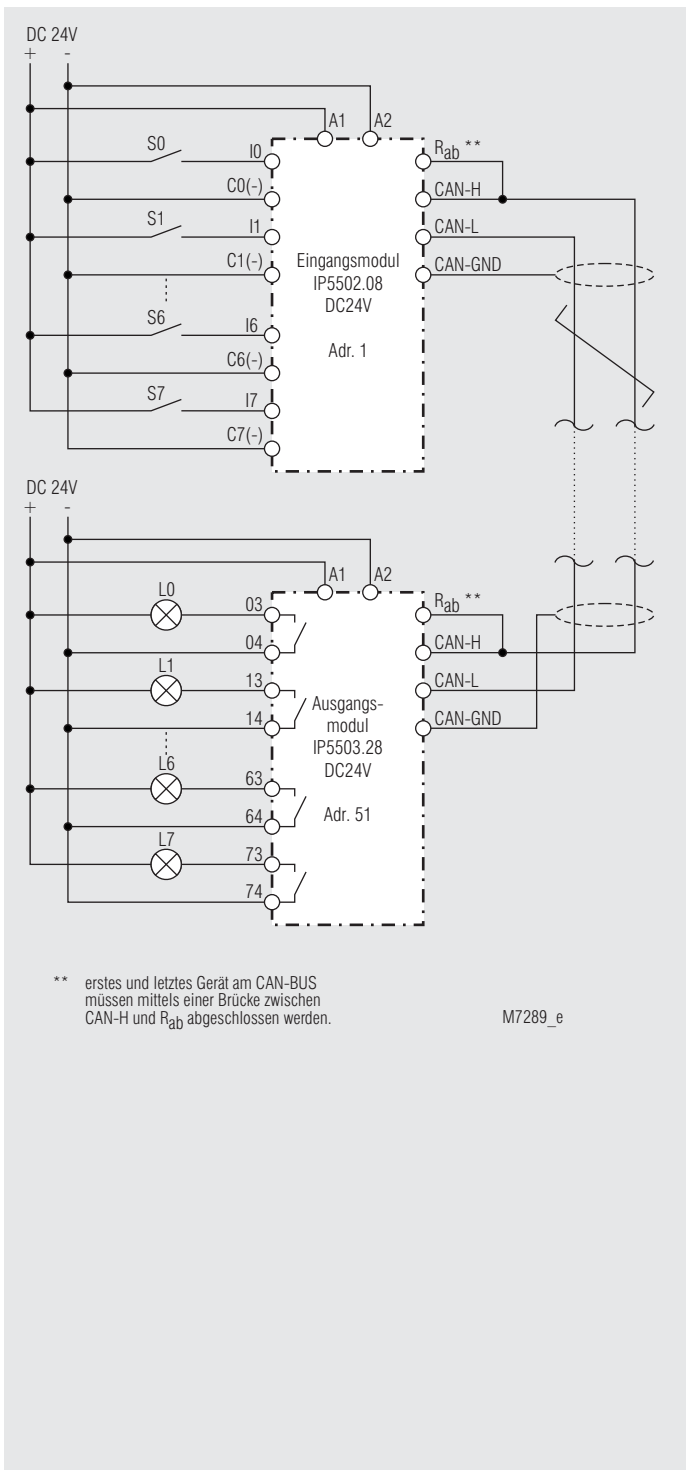 DC 24V
+ -
A1 A2
S0 I0
C0(-)
S1 I1
C1(-)
S6 I6
C6(-)
S7 I7
C7(-)
Eingangsmodul
IP5502.08
DC24V
Adr. 1
Rab **
CAN-H
CAN-L
CAN-GND
DC 24V
+ -
A1 A2
L0 03
04
L1 13
14
L6 63
64
L7 73
74
Ausgangs-
modul
IP5503.28
DC24V
Adr. 51
Rab **
CAN-H
CAN-L
CAN-GND
** erstes und letztes Gerät am CAN-BUS
müssen mittels einer Brücke zwischen
CAN-H und Rab abgeschlossen werden.
M7289_e